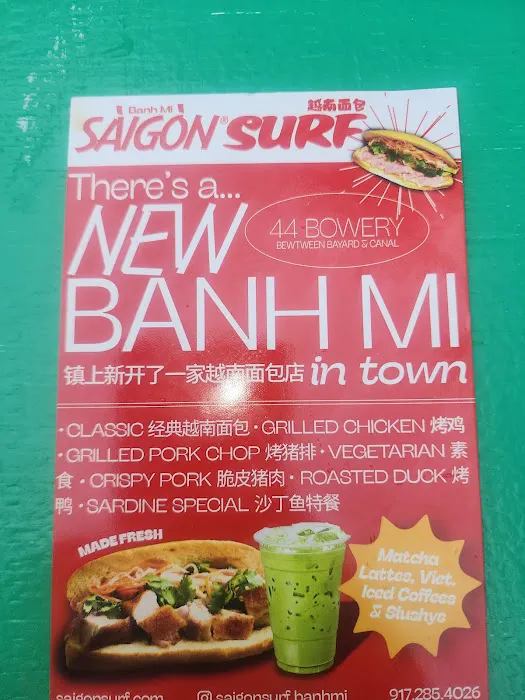 越南面包
Banh Mi
SAIGON® SURF
There's a...
NEW
44 BOWERY
BEWTWEEN BAYARD & CANAL
BANH MI
镇上新开了一家越南面包店 in town
· CLASSIC 经典越南面包 · GRILLED CHICKEN 烤鸡
· GRILLED PORK CHOP 烤猪排 · VEGETARIAN 素
食 · CRISPY PORK 脆皮猪肉 · ROASTED DUCK 烤
鸭 · SARDINE SPECIAL 沙丁鱼特餐
MADE FRESH
Matcha
Lattes, Viet.
Iced Coffees
& Slushye
saigonsurf.com
saigonsurf.banhmi
917.285.4026